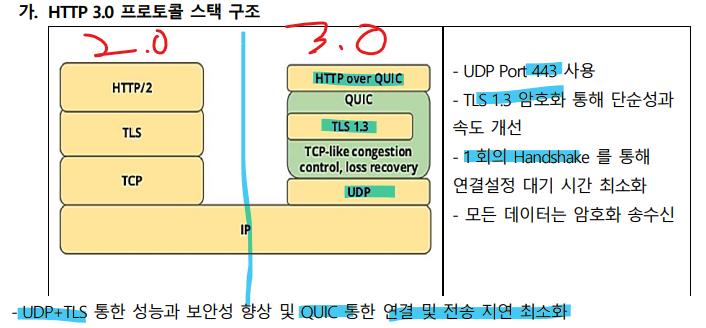 가. HTTP 3.0 프로토콜 스택 구조
2.0
3.0
HTTP/2
TLS
TCP
HTTP over QUIC
QUIC
TLS 1.3
TCP-like congestion
control, loss recovery
UDP
IP
- UDP Port 443 사용
- TLS 1.3 암호화 통해 단순성과
속도 개선
- 1 회의 Handshake 를 통해
연결설정 대기 시간 최소화
- 모든 데이터는 암호화 송수신
- UDP+TLS 통한 성능과 보안성 향상 및 QUIC 통한 연결 및 전송 지연 최소화